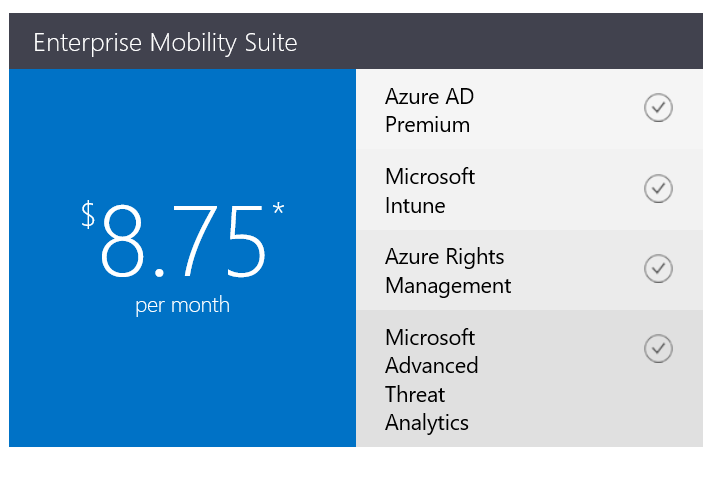 Enterprise Mobility Suite
$8.75*
per month
Azure AD
Premium
Microsoft
Intune
Azure Rights
Management
Microsoft
Advanced
Threat
Analytics